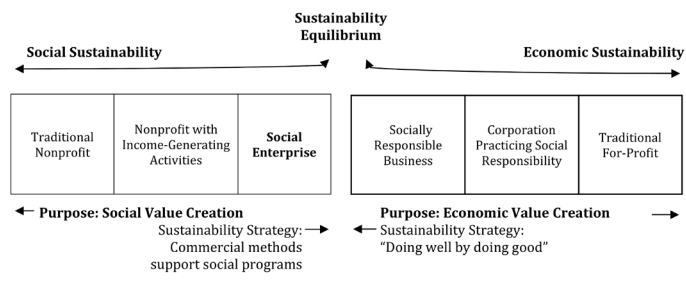 Sustainability
Equilibrium
Social Sustainability
Economic Sustainability
Traditional
Nonprofit
Nonprofit with
Income-Generating
Activities
Social
Enterprise
Socially
Responsible
Business
Corporation
Practicing Social
Responsibility
Traditional
For-Profit
Purpose: Social Value Creation
Sustainability Strategy:
Commercial methods
support social programs
Purpose: Economic Value Creation
Sustainability Strategy:
“Doing well by doing good”